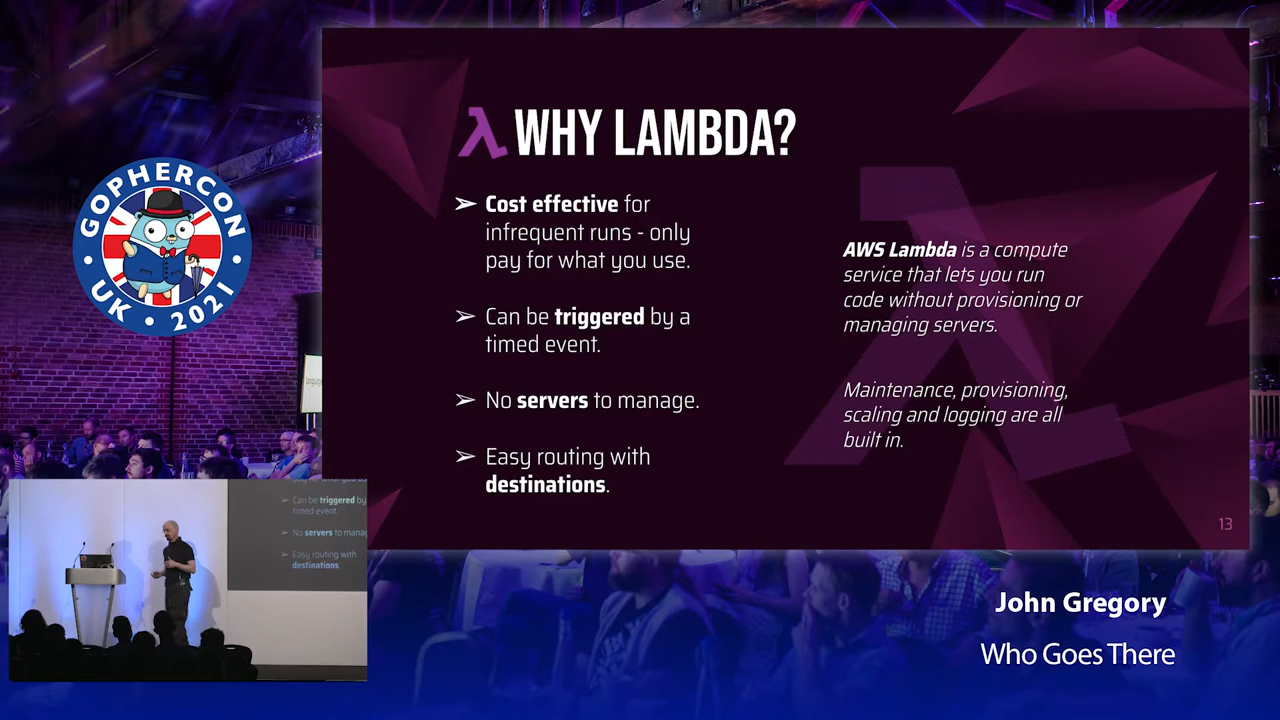 GOPHERCON
UK • 2021
λ WHY LAMBDA?
➢ Cost effective for
infrequent runs - only
pay for what you use.
➢ Can be triggered by a
timed event.
➢ No servers to manage.
➢ Easy routing with
destinations.
AWS Lambda is a compute
service that lets you run
code without provisioning or
managing servers.
Maintenance, provisioning,
scaling and logging are all
built in.
13
➢ Can be triggered by
timed event.
➢ No servers to manag
➢ Easy routing with
destinations.
John Gregory
Who Goes There